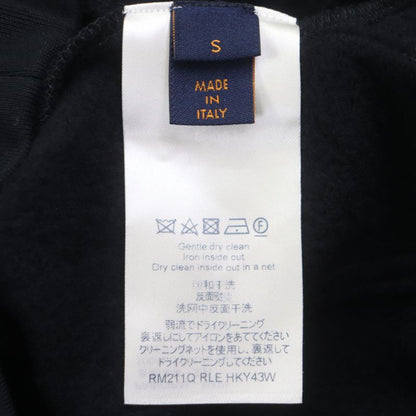 S
MADE
IN
ITALY
Gentle dry clean
Iron inside out
Dry clean inside out in a net
和干洗
反面熨
洗网中反面干洗
弱流でドライクリーニング
裏返しにしてアイロンをあててください
クリーニングネットを使用し、裏返して
ドライクリーニングしてください
RM211Q RLE HKY43W